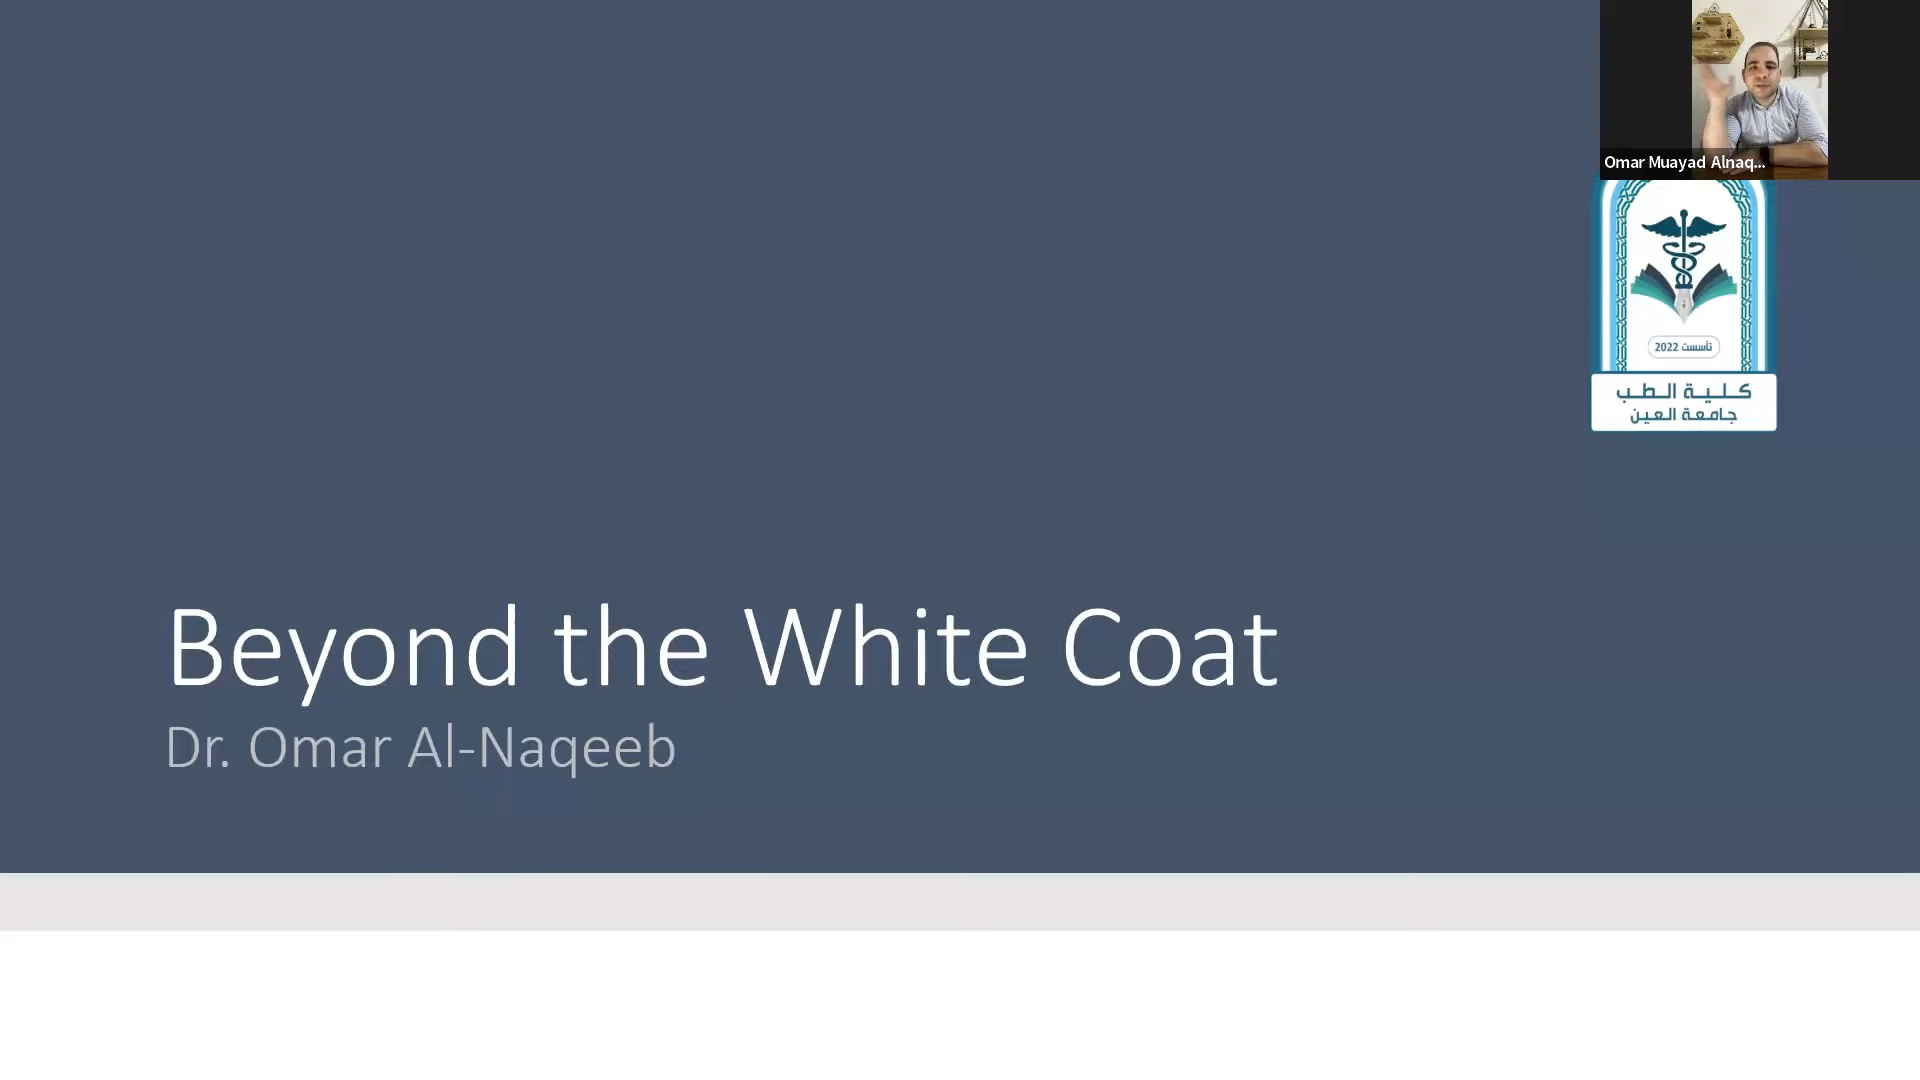 Omar Muayad Alnaq...
تأسست 2022
كلية الطب
جامعة العين
Beyond the White Coat
Dr. Omar Al-Naqeeb